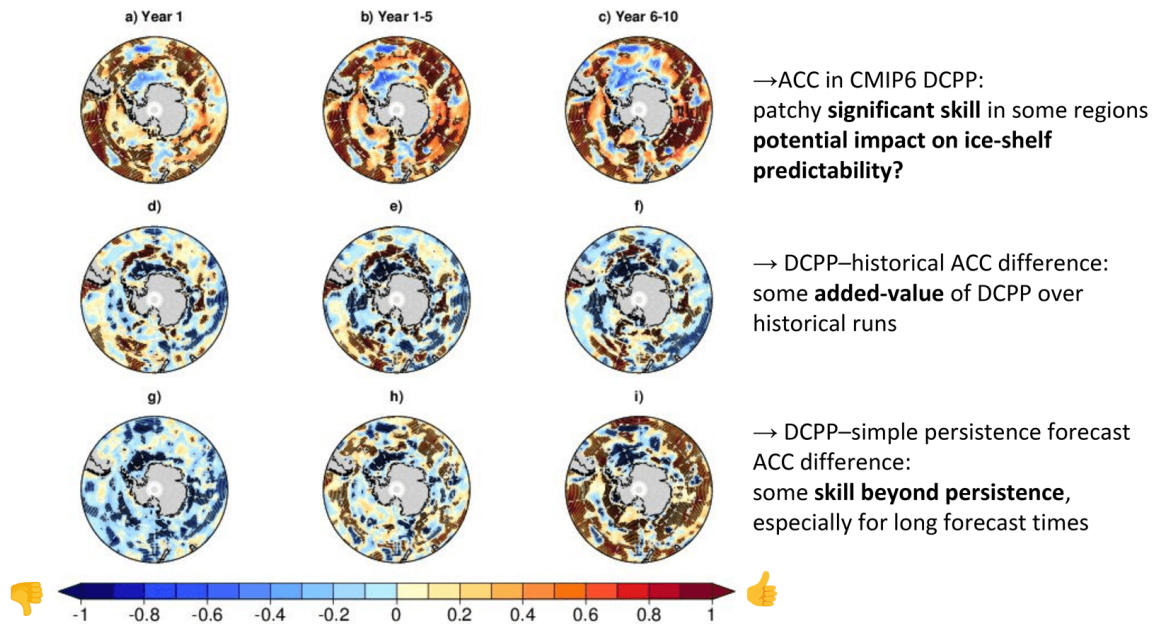 a) Year 1
b) Year 1-5
c) Year 6-10
→ACC in CMIP6 DCPP:
patchy significant skill in some regions
potential impact on ice-shelf
predictability?
d)
e)
f)
→ DCPP–historical ACC difference:
some added-value of DCPP over
historical runs
g)
h)
i)
→ DCPP–simple persistence forecast
ACC difference:
some skill beyond persistence,
especially for long forecast times
-1 -0.8 -0.6 -0.4 -0.2 0 0.2 0.4 0.6 0.8 1